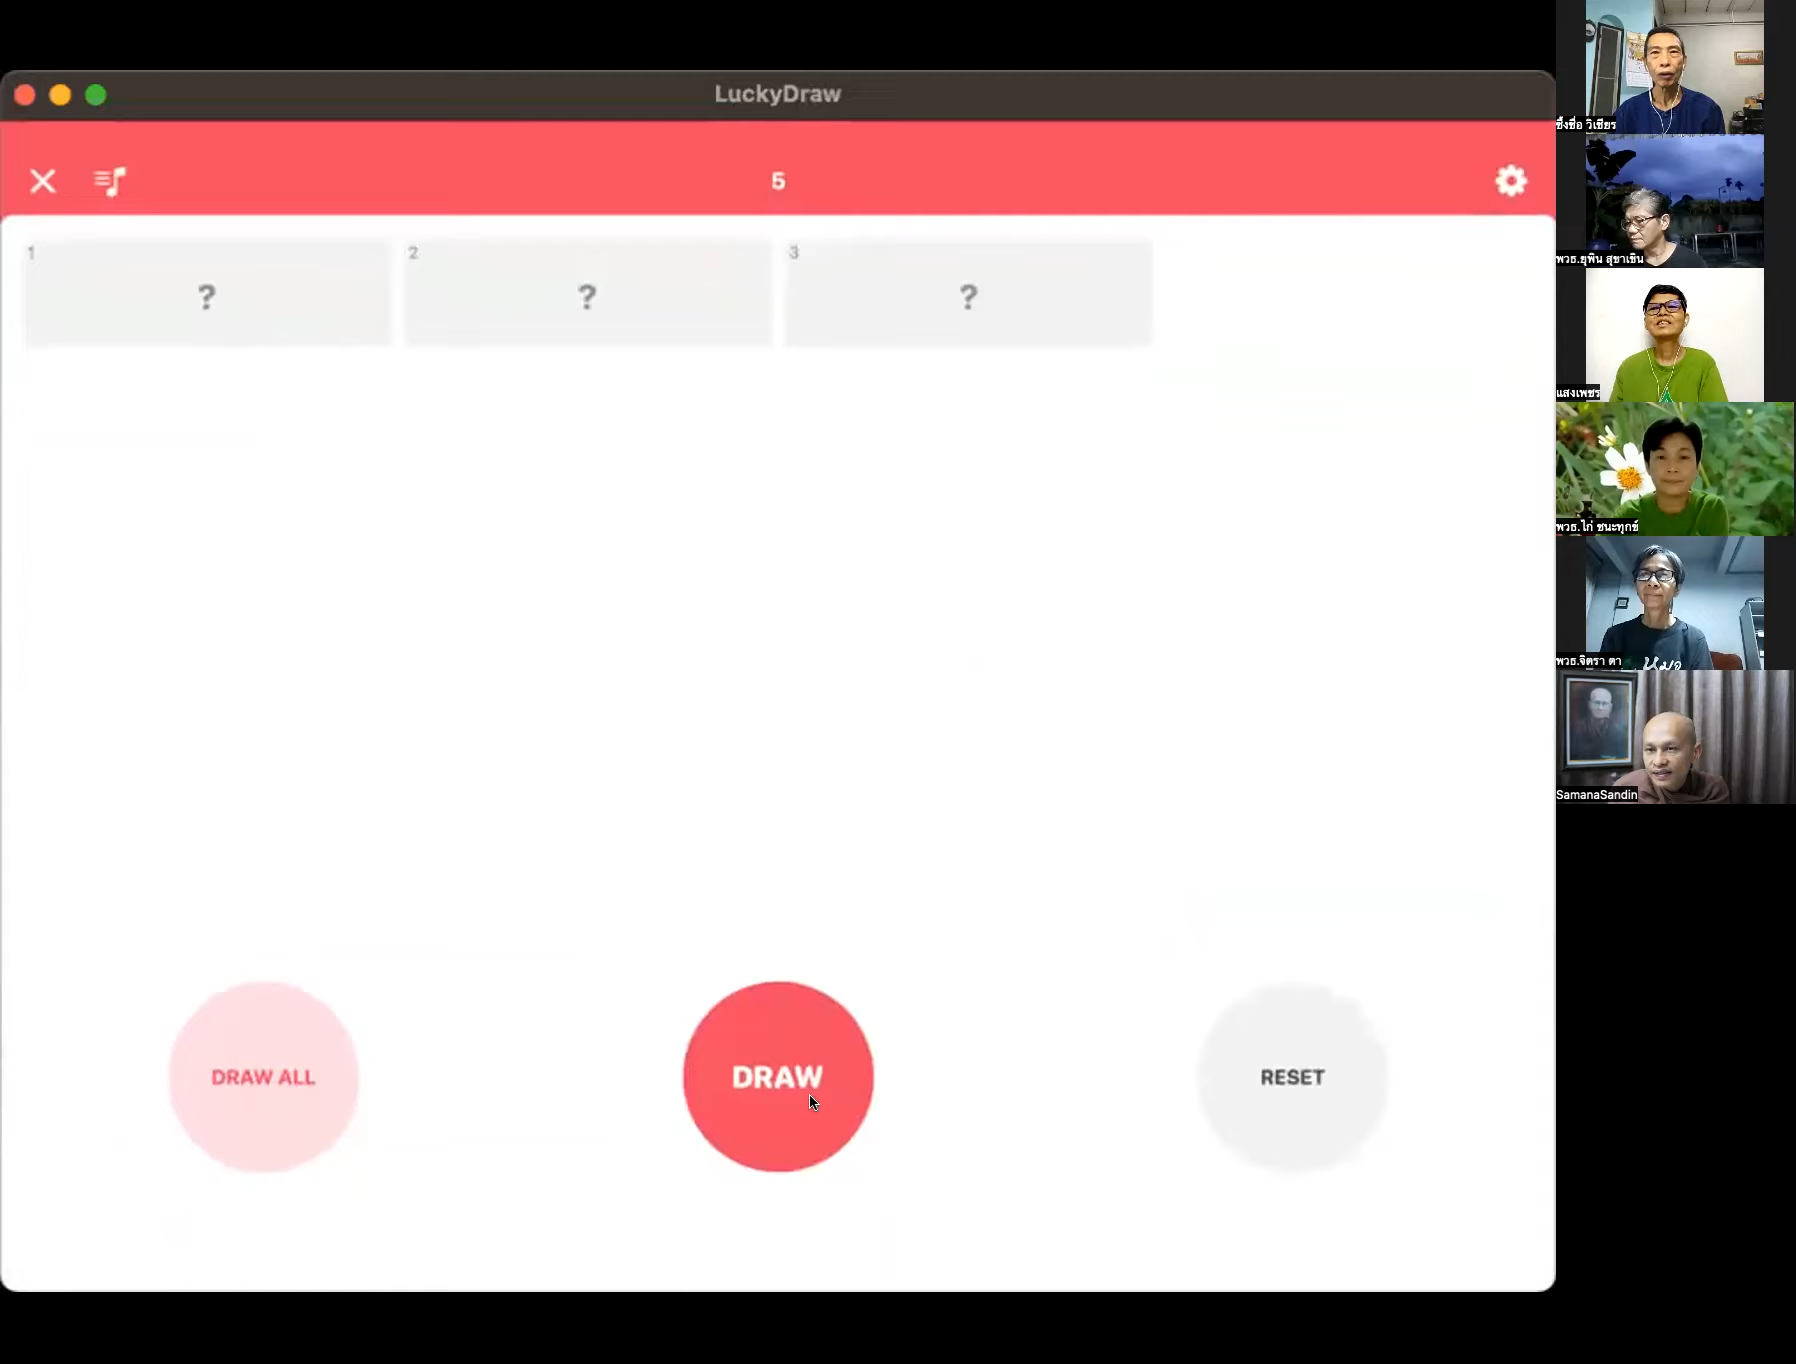 LuckyDraw
5
1
?
2
?
3
?
DRAW ALL
DRAW
RESET
ซึ้งซื่อ วิเชียร
พวธ.ยุพิน สุขาเขิน
แสงเพชร
พวธ.ไก่ ชนะทุกข์
พวธ.จิตรา ตา
SamanaSandin